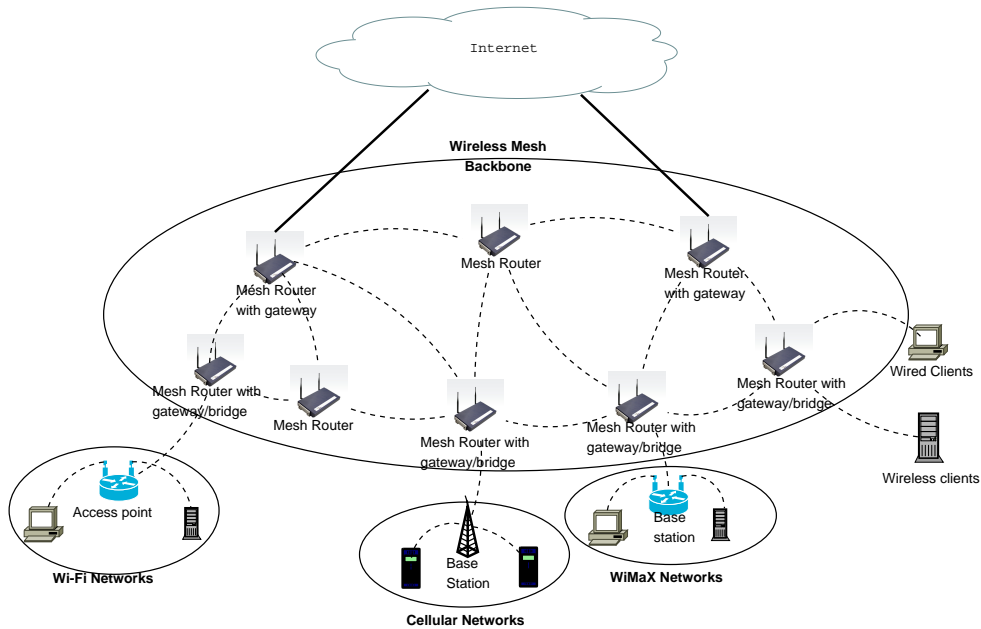 Internet
Wireless Mesh
Backbone
Mesh Router
Mesh Router
with gateway
Mesh Router
with gateway
Mesh Router with
gateway/bridge
Mesh Router
Mesh Router with
gateway/bridge
Mesh Router with
gateway/bridge
Mesh Router with
gateway/bridge
Wired Clients
Wireless clients
Access point
Wi-Fi Networks
Base
Station
Cellular Networks
Base
station
WiMaX Networks